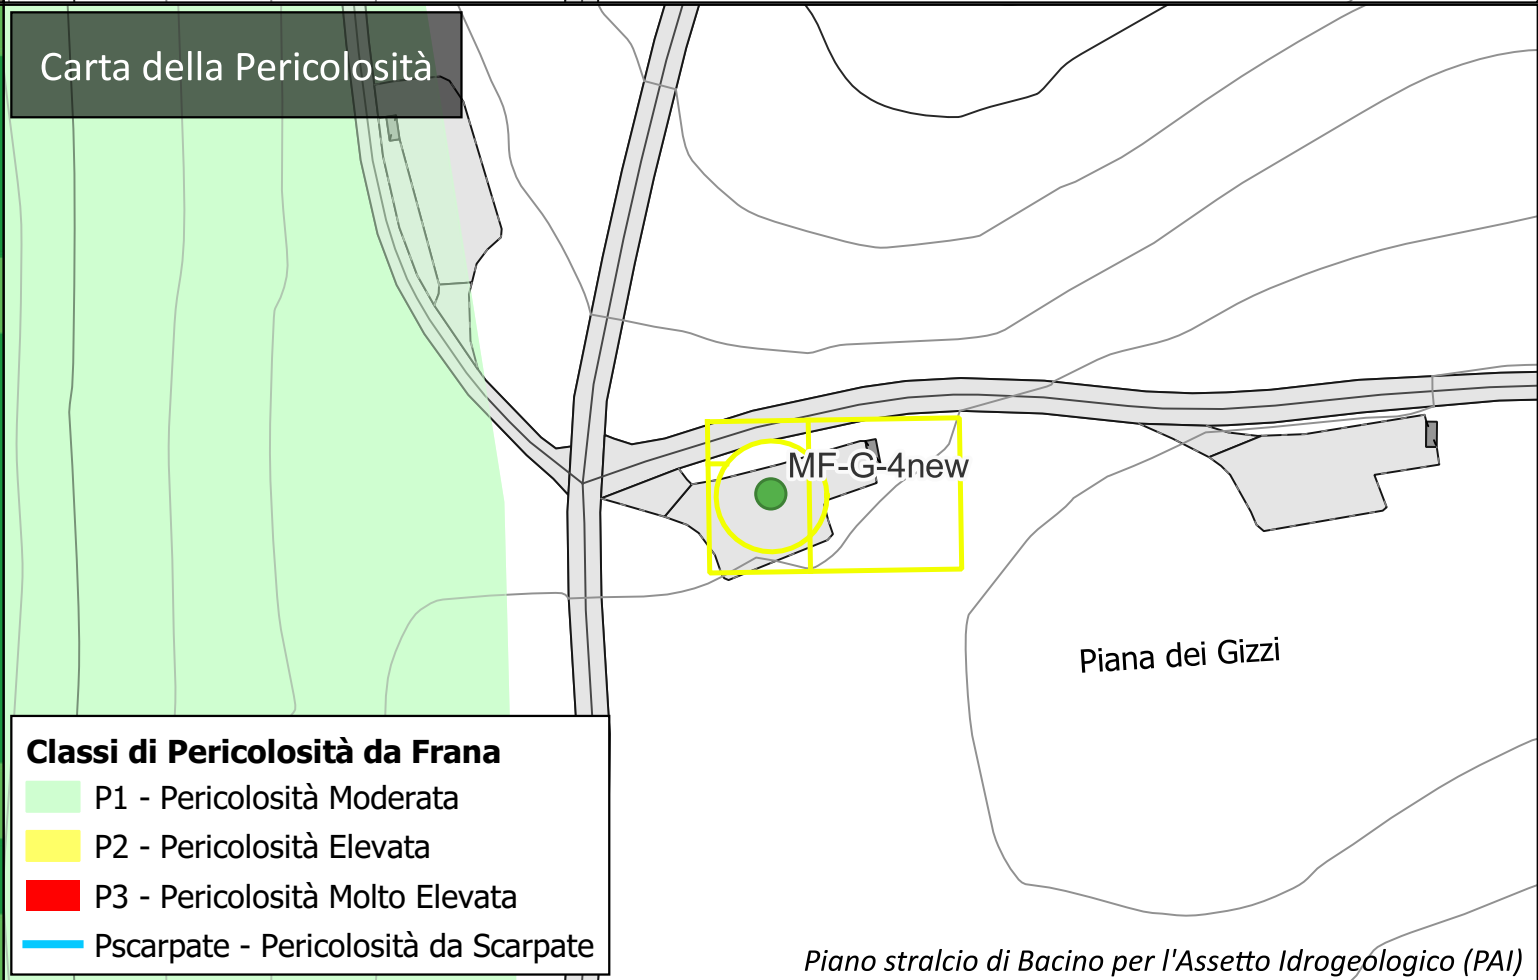 Carta della Pericolosità
MF-G-4new
Piana dei Gizzi
Classi di Pericolosità da Frana
P1 - Pericolosità Moderata
P2 - Pericolosità Elevata
P3 - Pericolosità Molto Elevata
Pscarpate - Pericolosità da Scarpate
Piano stralcio di Bacino per l'Assetto Idrogeologico (PAI)